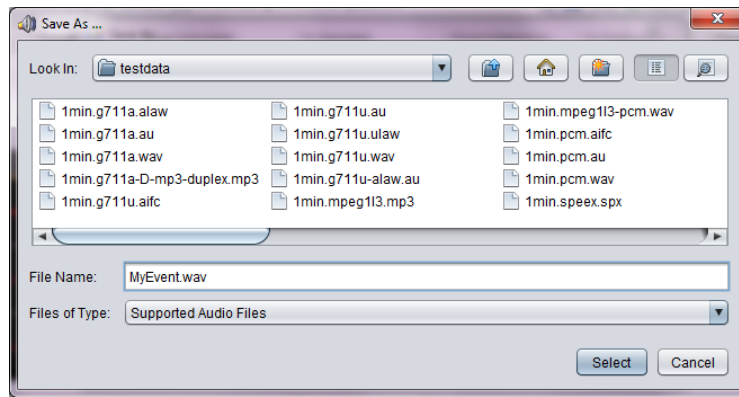 Save As ...
Look In: testdata
1min.g711a.alaw
1min.g711a.au
1min.g711a.wav
1min.g711a-D-mp3-duplex.mp3
1min.g711u.aifc
1min.g711u.au
1min.g711u.ulaw
1min.g711u.wav
1min.g711u-alaw.au
1min.mpeg1l3.mp3
1min.mpeg1l3-pcm.wav
1min.pcm.aifc
1min.pcm.au
1min.pcm.wav
1min.speex.spx
File Name: MyEvent.wav
Files of Type: Supported Audio Files
Select Cancel